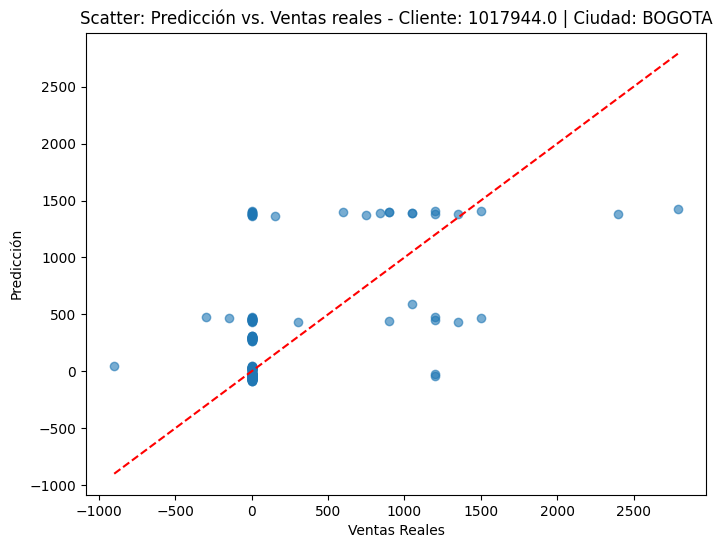 Scatter: Predicción vs. Ventas reales - Cliente: 1017944.0 | Ciudad: BOGOTA
2500
2000
1500
1000
500
0
−500
−1000
Predicción
−1000 −500 0 500 1000 1500 2000 2500
Ventas Reales